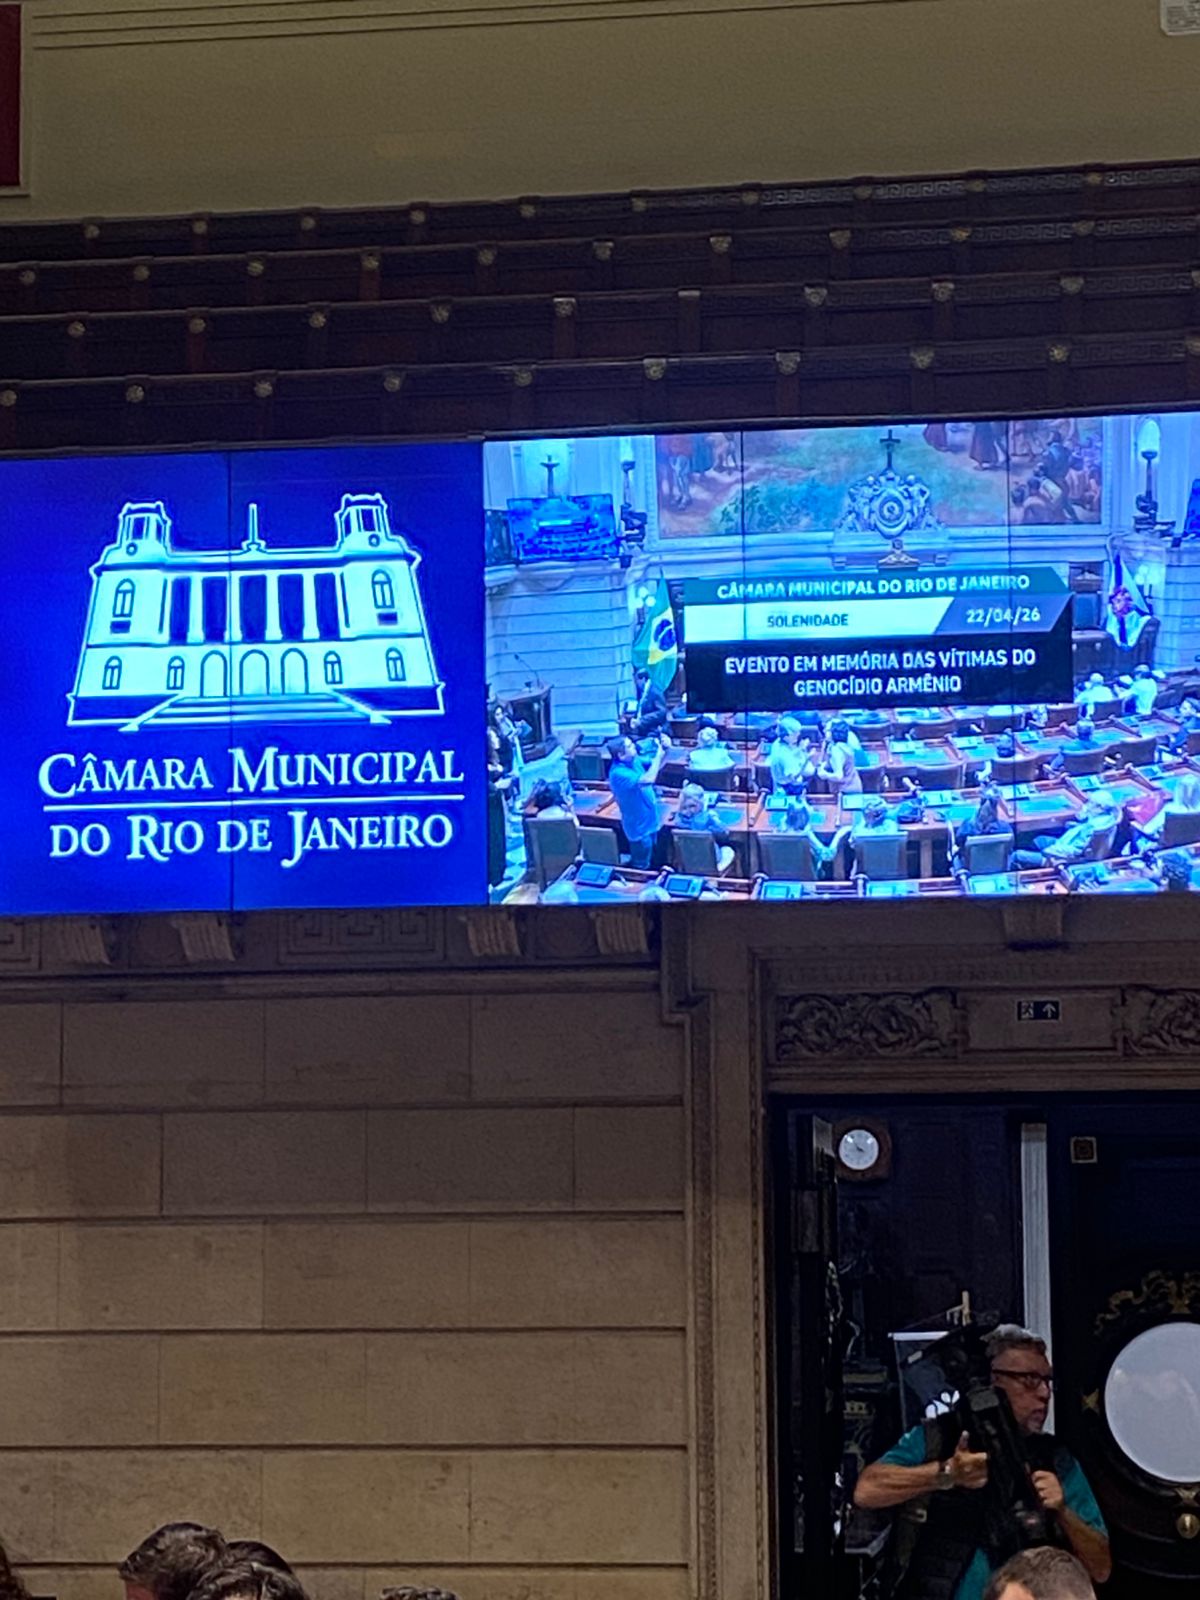 CÂMARA MUNICIPAL
DO RIO DE JANEIRO
CÂMARA MUNICIPAL DO RIO DE JANEIRO
SOLENIDADE
22/04/26
EVENTO EM MEMÓRIA DAS VÍTIMAS DO
GENOCÍDIO ARMÊNIO